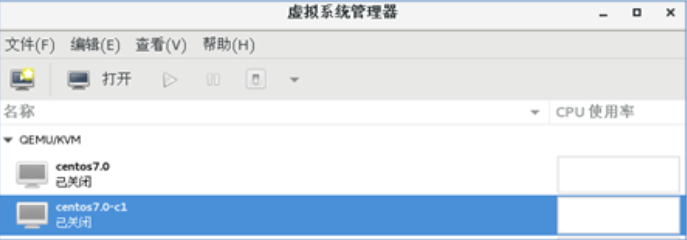 虚拟系统管理器
文件(F) 编辑(E) 查看(V) 帮助(H)
打开
名称 CPU 使用率
QEMU/KVM
centos7.0
已关闭
centos7.0-c1
已关闭